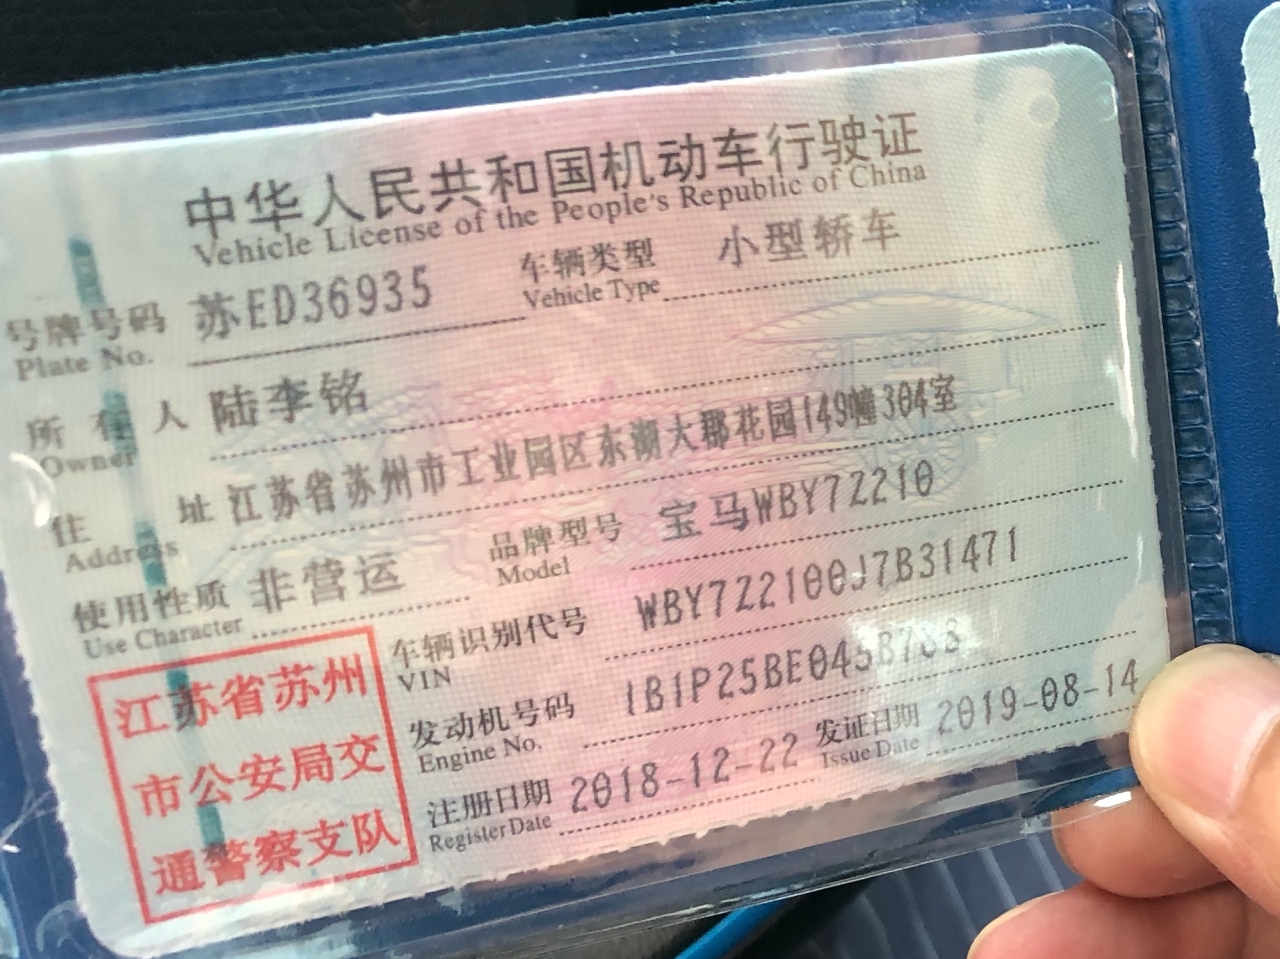 中华人民共和国机动车行驶证
Vehicle License of the People's Republic of China
号牌号码 苏ED36935 车辆类型 小型轿车
Plate No. Vehicle Type
所有人 陆李铭
Owner
住址 江苏省苏州市工业园区东湖大郡花园149幢304室
Address
使用性质 非营运 品牌型号 宝马WBY72210
Use Character Model
车辆识别代号 WBY722100J7B31471
VIN
发动机号码
Engine No.
注册日期 2018-12-22 发证日期 2019-08-14
Register Date Issue Date
江苏省苏州
市公安局交
通警察支队